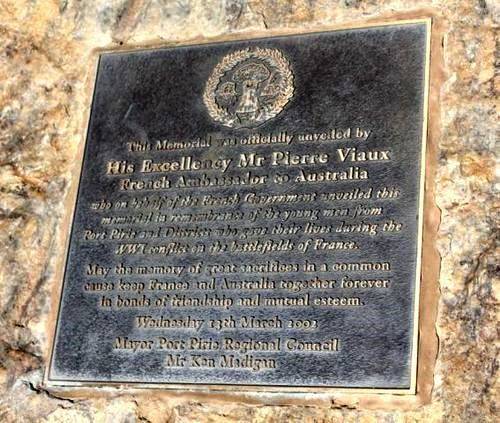 This Memorial was officially unveiled by
His Excellency Mr Pierre Viaux
French Ambassador to Australia
who on behalf of the French Government unveiled this
memorial in remembrance of the young men from
Port Pirie and Districts who gave their lives during the
WWI conflict on the battlefields of France.
May the memory of great sacrifices in a common
cause keep France and Australia together forever
in bonds of friendship and mutual esteem.
Wednesday 13th March 2002
Mayor Port Pirie Regional Council
Mr Ken Madigan